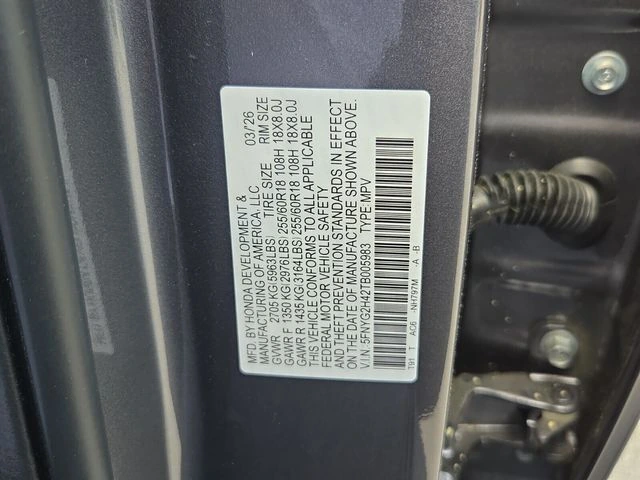 MFD. BY HONDA DEVELOPMENT & 03/26
MANUFACTURING OF AMERICA, LLC
TIRE SIZE RIM SIZE
GVWR 2705 KG(5963LBS)
GAWR F 1350 KG(2976LBS) 255/60R18 108H 18X8.0J
GAWR R 1435 KG(3164LBS) 255/60R18 108H 18X8.0J
THIS VEHICLE CONFORMS TO ALL APPLICABLE
FEDERAL MOTOR VEHICLE SAFETY
AND THEFT PREVENTION STANDARDS IN EFFECT
ON THE DATE OF MANUFACTURE SHOWN ABOVE.
V.I.N. 5FNYG2H42TB005983 TYPE:MPV
T91 T AC6 -NH797M -A -B